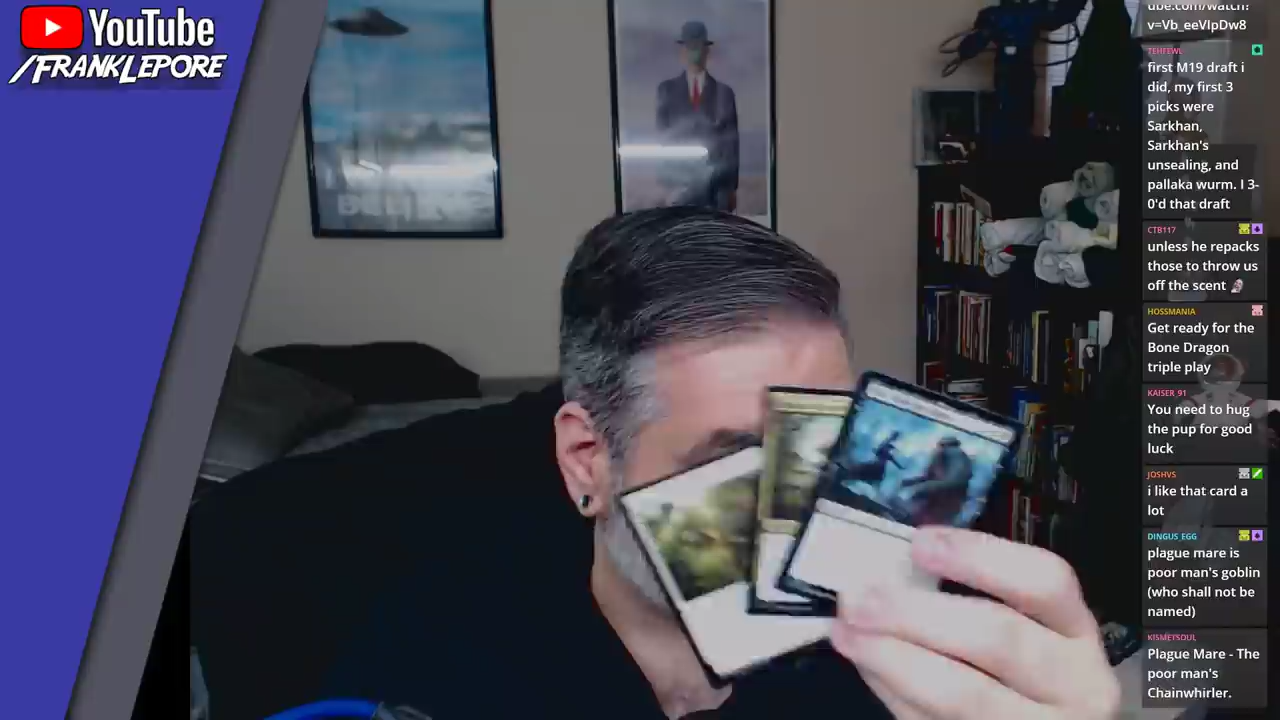 YouTube
/FRANKLEPORE
ube.com/watch?
v=Vb_eeVIpDw8
TEHFEWL
first M19 draft i
did, my first 3
picks were
Sarkhan,
Sarkhan's
unsealing, and
pallaka wurm. I 3-
0'd that draft
CTB117
unless he repacks
those to throw us
off the scent
HOSSMANIA
Get ready for the
Bone Dragon
triple play
KAISER_91
You need to hug
the pup for good
luck
JOSHVS
i like that card a
lot
DINGUS_EGG
plague mare is
poor man's goblin
(who shall not be
named)
KISMETSOUL
Plague Mare - The
poor man's
Chainwhirler.